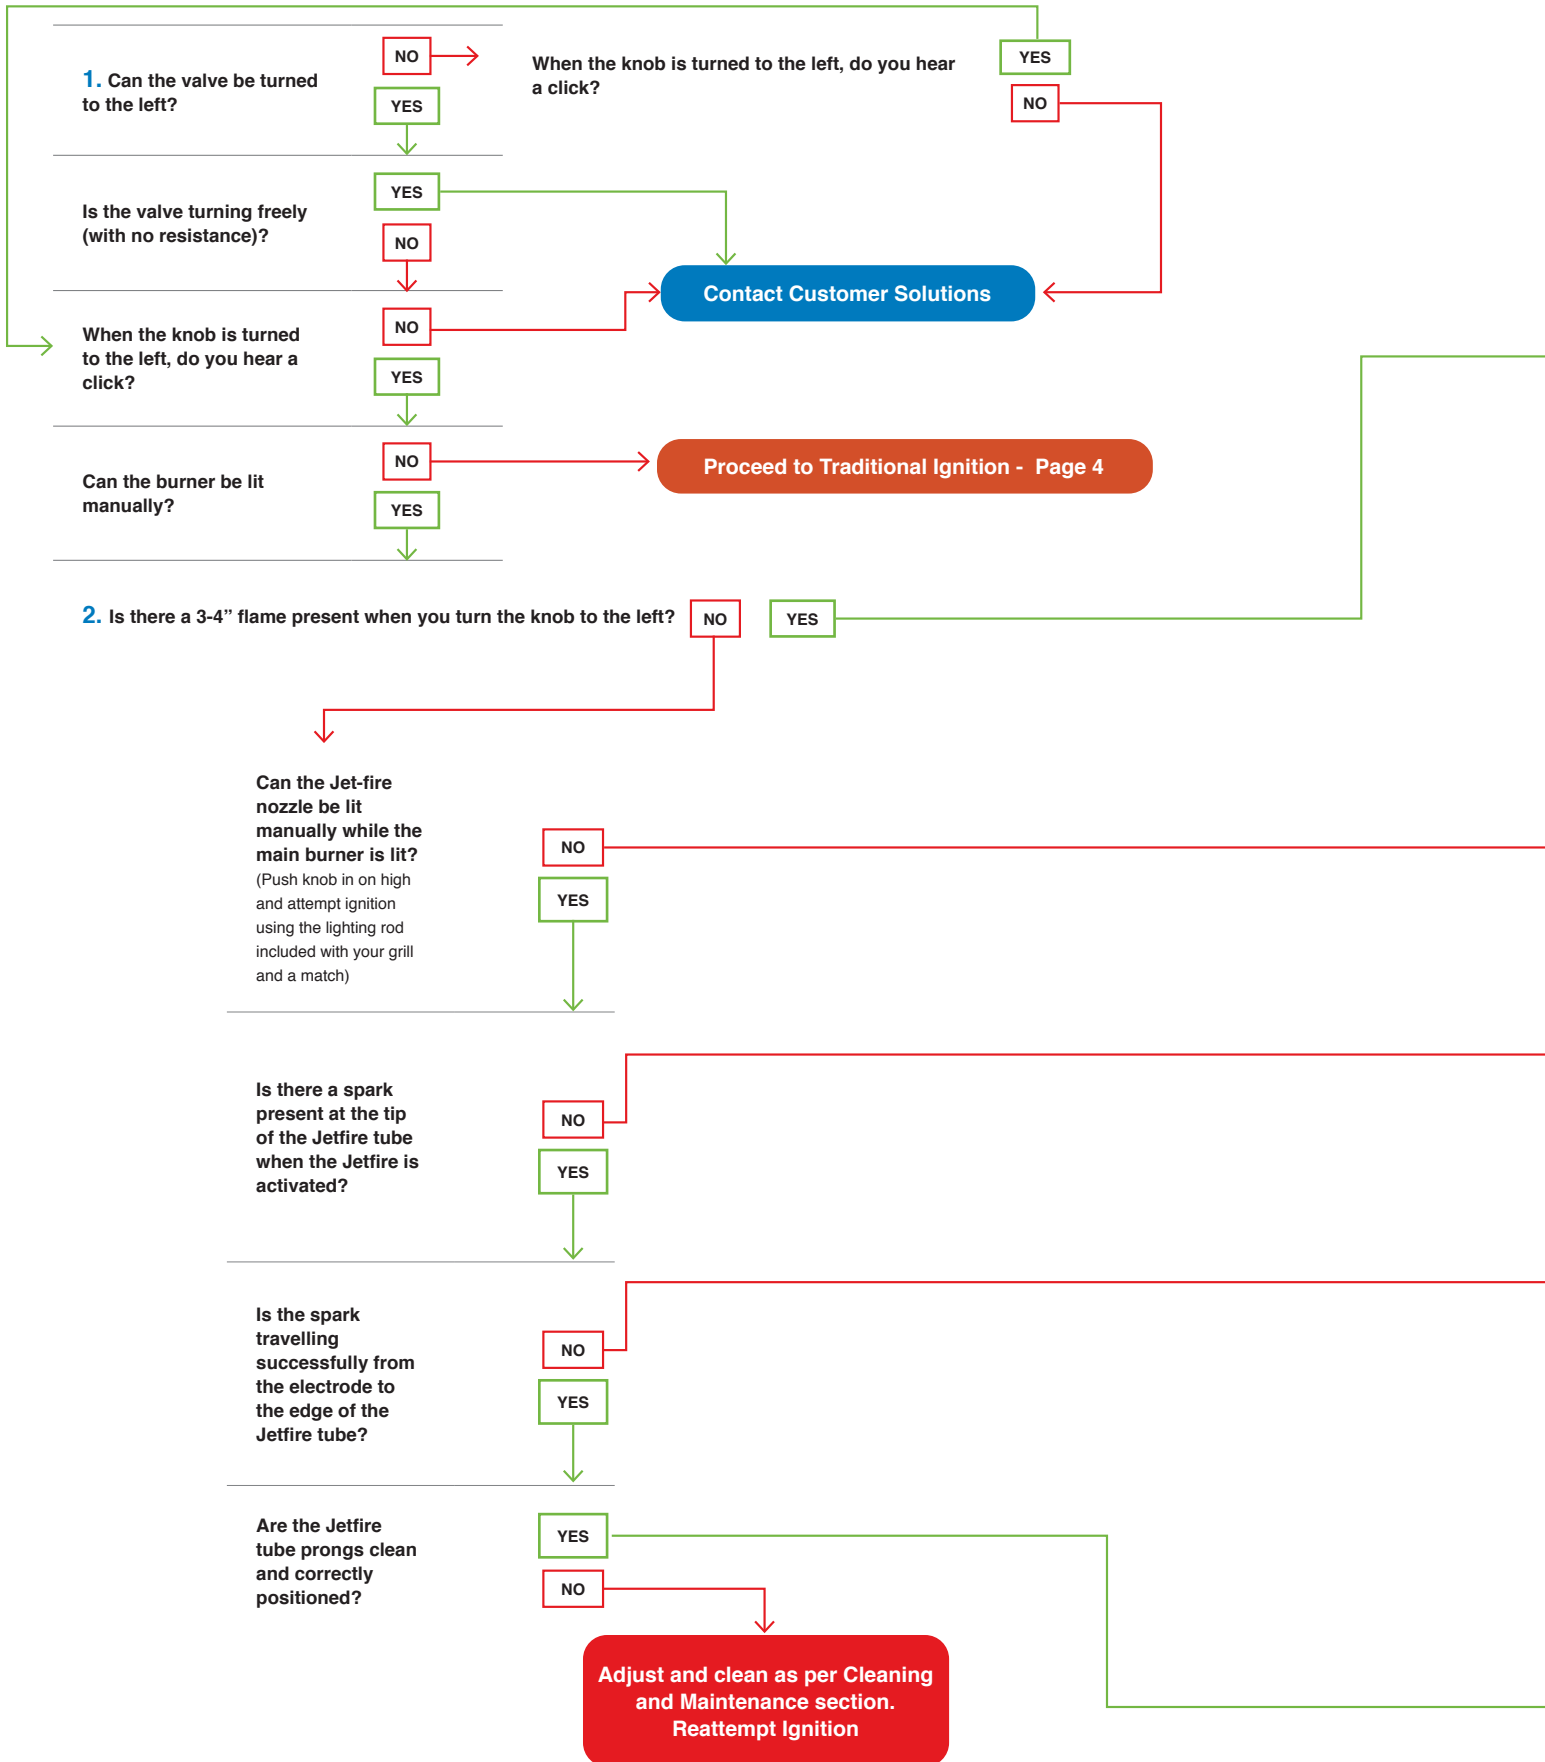 1. Can the valve be turned
to the left?
NO
YES
When the knob is turned to the left, do you hear
a click?
YES
NO
Is the valve turning freely
(with no resistance)?
YES
NO
Contact Customer Solutions
When the knob is turned
to the left, do you hear a
click?
NO
YES
Can the burner be lit
manually?
NO
YES
Proceed to Traditional Ignition - Page 4
2. Is there a 3-4” flame present when you turn the knob to the left?
NO
YES
Can the Jet-fire
nozzle be lit
manually while the
main burner is lit?
(Push knob in on high
and attempt ignition
using the lighting rod
included with your grill
and a match)
NO
YES
Is there a spark
present at the tip
of the Jetfire tube
when the Jetfire is
activated?
NO
YES
Is the spark
travelling
successfully from
the electrode to
the edge of the
Jetfire tube?
NO
YES
Are the Jetfire
tube prongs clean
and correctly
positioned?
YES
NO
Adjust and clean as per Cleaning
and Maintenance section.
Reattempt Ignition